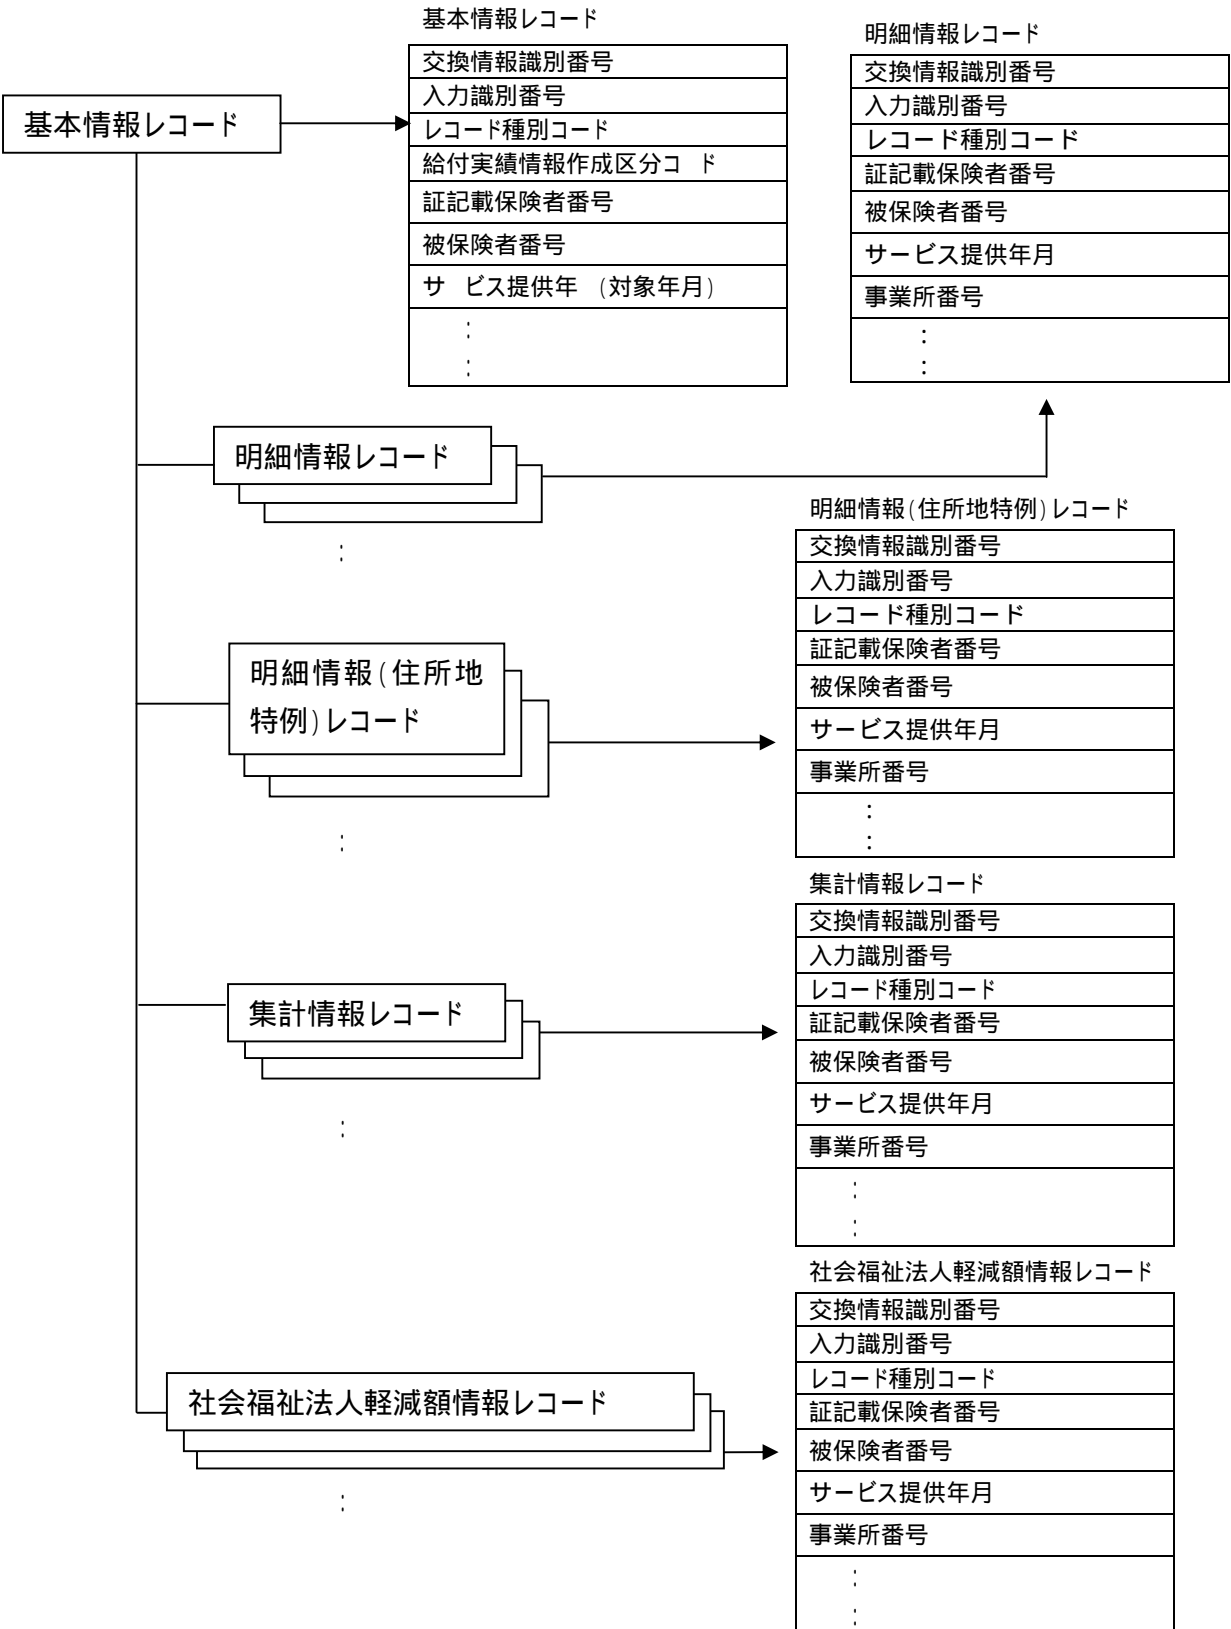 基本情報レコード
交換情報識別番号
入力識別番号
レコード種別コード
給付実績情報作成区分コ ド
証記載保険者番号
被保険者番号
サ ビス提供年 (対象年月)
:
:
明細情報レコード
交換情報識別番号
入力識別番号
レコード種別コード
証記載保険者番号
被保険者番号
サービス提供年月
事業所番号
:
:
基本情報レコード
明細情報レコード
:
明細情報(住所地特例)レコード
交換情報識別番号
入力識別番号
レコード種別コード
証記載保険者番号
被保険者番号
サービス提供年月
事業所番号
:
:
明細情報(住所地
特例)レコード
:
集計情報レコード
交換情報識別番号
入力識別番号
レコード種別コード
証記載保険者番号
被保険者番号
サービス提供年月
事業所番号
:
:
集計情報レコード
:
社会福祉法人軽減額情報レコード
交換情報識別番号
入力識別番号
レコード種別コード
証記載保険者番号
被保険者番号
サービス提供年月
事業所番号
:
:
社会福祉法人軽減額情報レコード
: